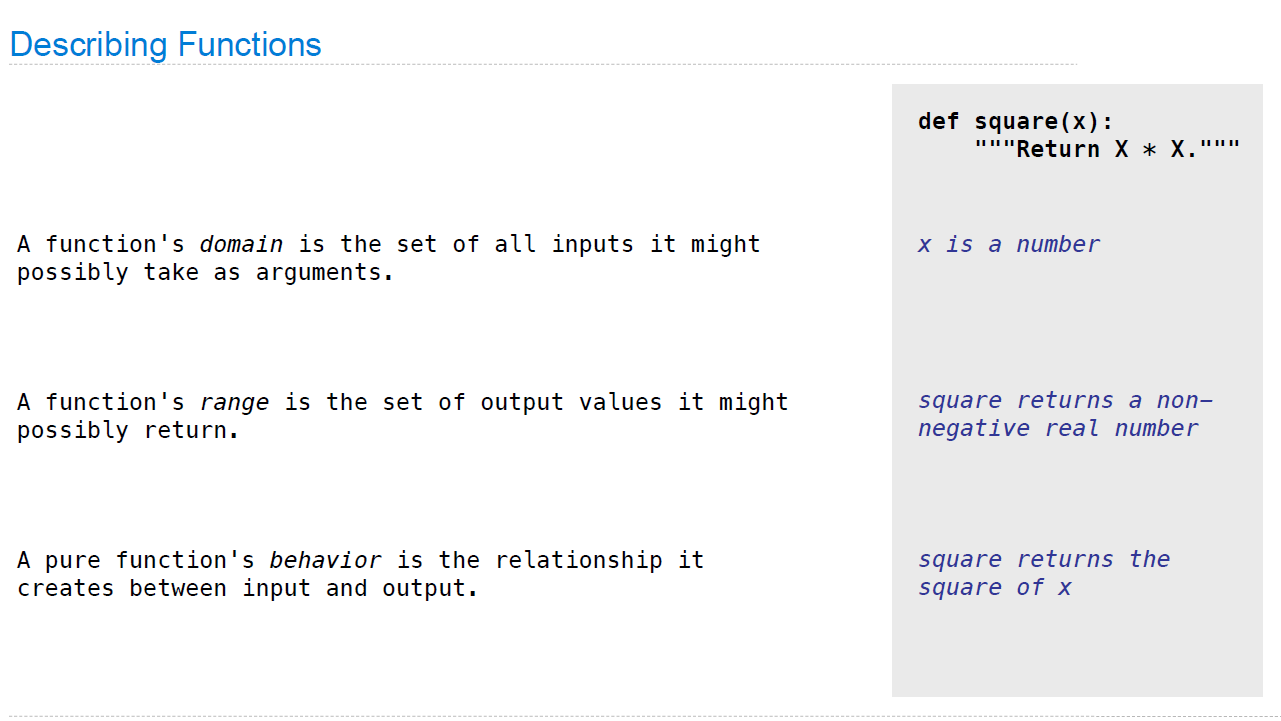 Describing Functions
def square(x):
    """Return X * X."""
A function's domain is the set of all inputs it might
possibly take as arguments.
x is a number
A function's range is the set of output values it might
possibly return.
square returns a non-
negative real number
A pure function's behavior is the relationship it
creates between input and output.
square returns the
square of x